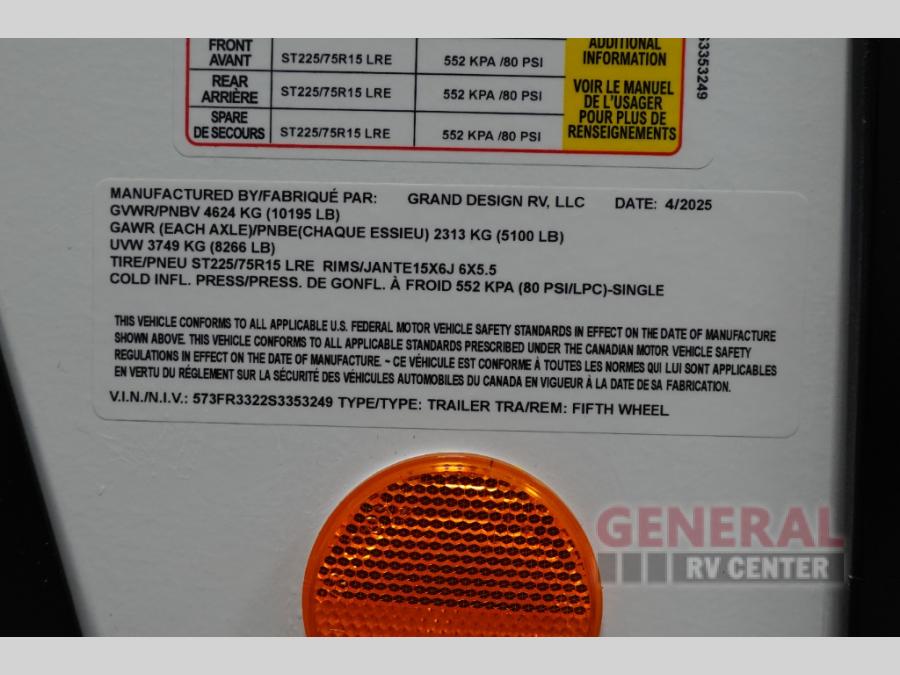 FRONT
AVANT
ST225/75R15 LRE
552 KPA /80 PSI
ADDITIONAL
INFORMATION
REAR
ARRIÈRE
ST225/75R15 LRE
552 KPA /80 PSI
VOIR LE MANUEL
DE L'USAGER
POUR PLUS DE
RENSEIGNEMENTS
SPARE
DE SECOURS
ST225/75R15 LRE
552 KPA /80 PSI
S3353249
MANUFACTURED BY/FABRIQUÉ PAR: GRAND DESIGN RV, LLC DATE: 4/2025
GVWR/PNBV 4624 KG (10195 LB)
GAWR (EACH AXLE)/PNBE(CHAQUE ESSIEU) 2313 KG (5100 LB)
UVW 3749 KG (8266 LB)
TIRE/PNEU ST225/75R15 LRE RIMS/JANTE15X6J 6X5.5
COLD INFL. PRESS/PRESS. DE GONFL. À FROID 552 KPA (80 PSI/LPC)-SINGLE
THIS VEHICLE CONFORMS TO ALL APPLICABLE U.S. FEDERAL MOTOR VEHICLE SAFETY STANDARDS IN EFFECT ON THE DATE OF MANUFACTURE
SHOWN ABOVE. THIS VEHICLE CONFORMS TO ALL APPLICABLE STANDARDS PRESCRIBED UNDER THE CANADIAN MOTOR VEHICLE SAFETY
REGULATIONS IN EFFECT ON THE DATE OF MANUFACTURE. ~ CE VÉHICULE EST CONFORME À TOUTES LES NORMES QUI LUI SONT APPLICABLES
EN VERTU DU RÉGLEMENT SUR LA SÉCURITÉ DES VÉHICULES AUTOMOBILES DU CANADA EN VIGUEUR À LA DATE DE SA FABRICATION.
V.I.N./N.I.V.: 573FR3322S3353249 TYPE/TYPE: TRAILER TRA/REM: FIFTH WHEEL
GENERAL
RV CENTER